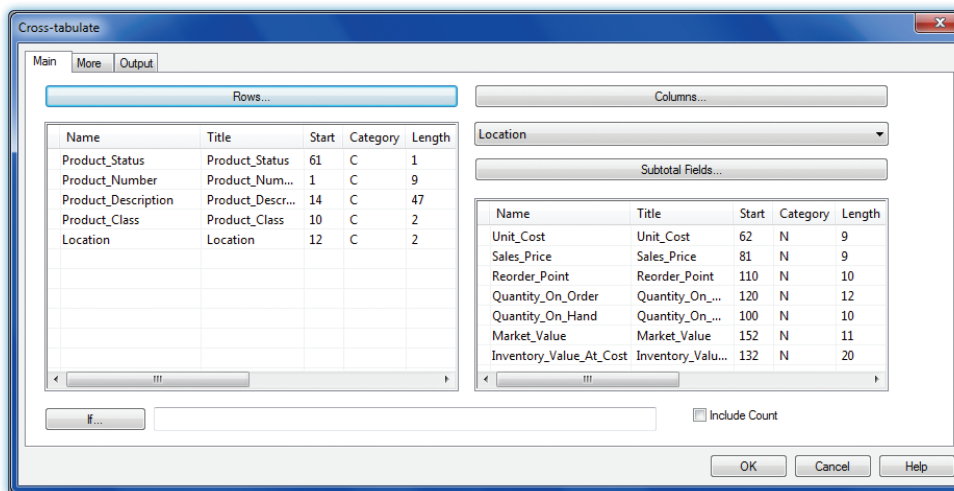 Cross-tabulate
Main More Output
Rows...
Name Title Start Category Length
Product_Status Product_Status 61 C 1
Product_Number Product_Num... 1 C 9
Product_Description Product_Descr... 14 C 47
Product_Class Product_Class 10 C 2
Location Location 12 C 2
Columns...
Location
Subtotal Fields...
Name Title Start Category Length
Unit_Cost Unit_Cost 62 N 9
Sales_Price Sales_Price 81 N 9
Reorder_Point Reorder_Point 110 N 10
Quantity_On_Order Quantity_On_... 120 N 12
Quantity_On_Hand Quantity_On_... 100 N 10
Market_Value Market_Value 152 N 11
Inventory_Value_At_Cost Inventory_Valu... 132 N 20
If...
Include Count
OK Cancel Help